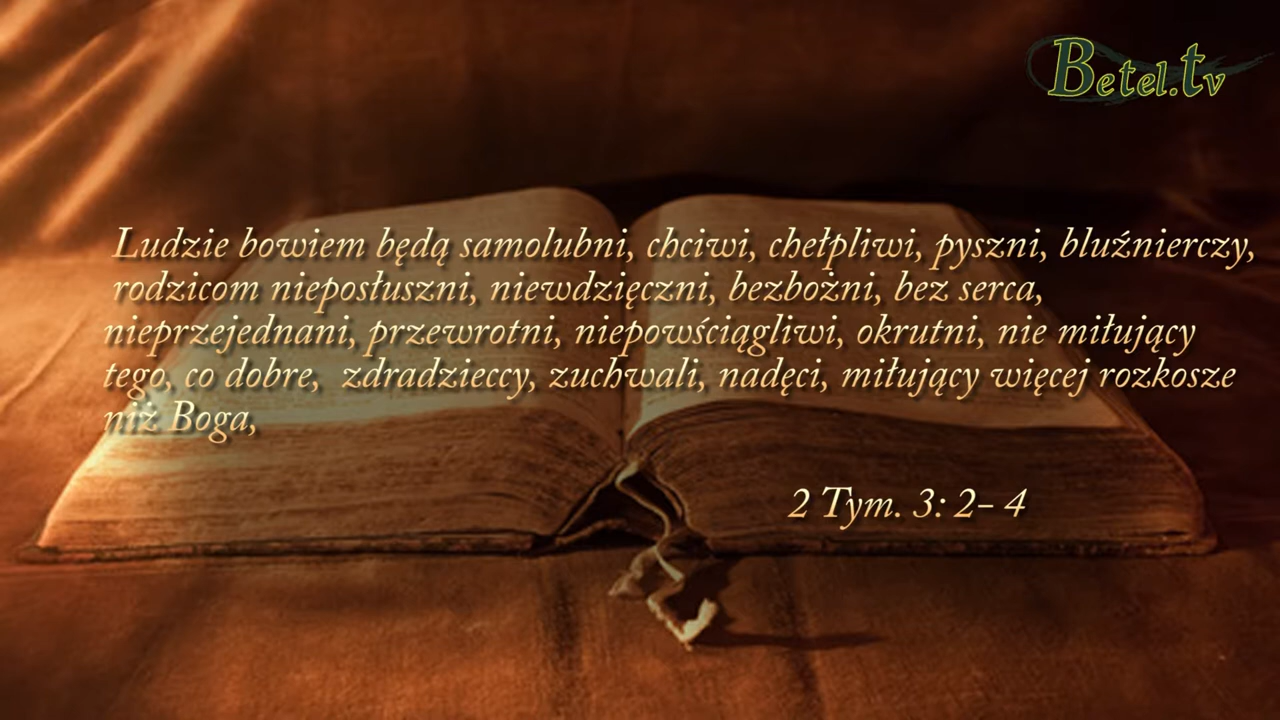 Betel.tv
Ludzie bowiem będą samolubni, chciwi, chełpliwi, pyszni, bluźnierczy,
rodzicom nieposłuszni, niewdzięczni, bezbożni, bez serca,
nieprzejednani, przewrotni, niepowściągliwi, okrutni, nie miłujący
tego, co dobre, zdradzieccy, zuchwali, nadęci, miłujący więcej rozkosze
niż Boga,
2 Tym. 3: 2- 4